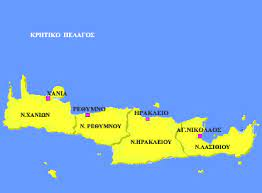 ΚΡΗΤΙΚΟ ΠΕΛΑΓΟΣ
ΧΑΝΙΑ
ΡΕΘΥΜΝΟ
ΗΡΑΚΛΕΙΟ
ΑΓ.ΝΙΚΟΛΑΟΣ
Ν.ΧΑΝΙΩΝ
Ν. ΡΕΘΥΜΝΟΥ
Ν.ΗΡΑΚΛΕΙΟΥ
Ν.ΛΑΣΙΘΙΟΥ